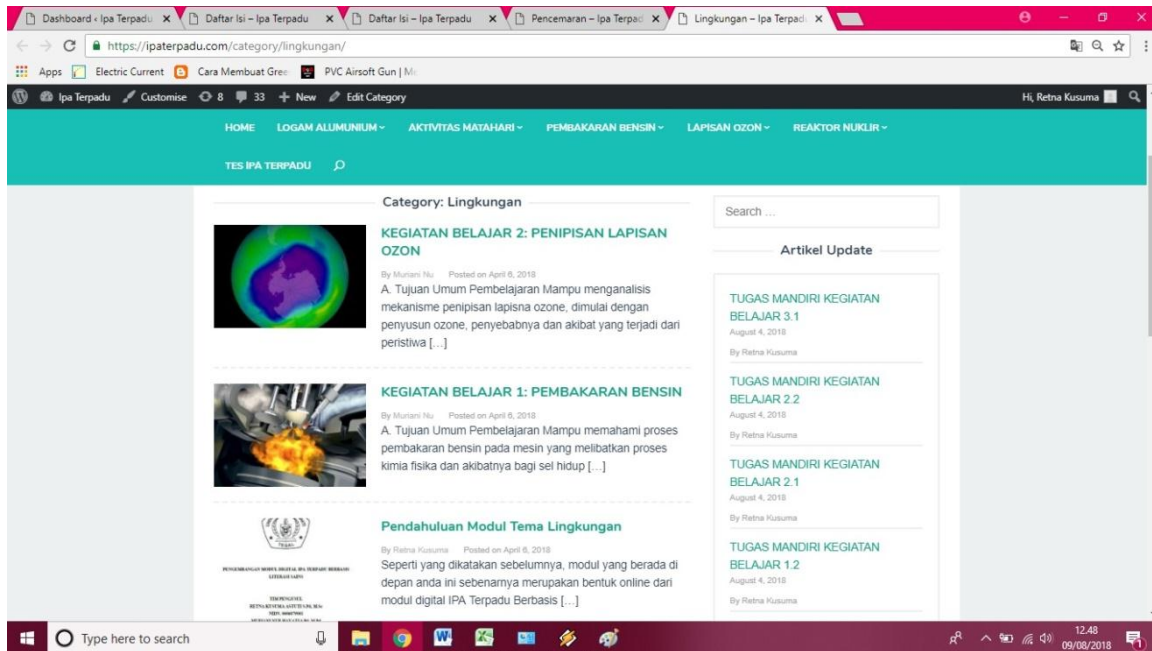 Dashboard ‹ Ipa Terpadu
Daftar Isi – Ipa Terpadu
Daftar Isi – Ipa Terpadu
Pencemaran – Ipa Terpad
Lingkungan – Ipa Terpad
https://ipaterpadu.com/category/lingkungan/
Apps Electric Current Cara Membuat Gree PVC Airsoft Gun | M
Ipa Terpadu Customise 8 33 New Edit Category Hi, Retna Kusuma
HOME LOGAM ALUMUNIUM AKTIVITAS MATAHARI PEMBAKARAN BENSIN LAPISAN OZON REAKTOR NUKLIR
TES IPA TERPADU
Category: Lingkungan
KEGIATAN BELAJAR 2: PENIPISAN LAPISAN
OZON
By Muriani Nu Posted on April 6, 2018
A. Tujuan Umum Pembelajaran Mampu menganalisis
mekanisme penipisan lapisna ozone, dimulai dengan
penyusun ozone, penyebabnya dan akibat yang terjadi dari
peristiwa […]
KEGIATAN BELAJAR 1: PEMBAKARAN BENSIN
By Muriani Nu Posted on April 6, 2018
A. Tujuan Umum Pembelajaran Mampu memahami proses
pembakaran bensin pada mesin yang melibatkan proses
kimia fisika dan akibatnya bagi sel hidup […]
PENGEMBANGAN MODUL DIGITAL IPA TERPADU BERBASIS
LITERASI SAINS
TIM PENGUSUL
Pendahuluan Modul Tema Lingkungan
By Retna Kusuma Posted on April 6, 2018
Seperti yang dikatakan sebelumnya, modul yang berada di
depan anda ini sebenarnya merupakan bentuk online dari
modul digital IPA Terpadu Berbasis […]
Search …
Artikel Update
TUGAS MANDIRI KEGIATAN
BELAJAR 3.1
August 4, 2018
By Retna Kusuma
TUGAS MANDIRI KEGIATAN
BELAJAR 2.2
August 4, 2018
By Retna Kusuma
TUGAS MANDIRI KEGIATAN
BELAJAR 2.1
August 4, 2018
By Retna Kusuma
TUGAS MANDIRI KEGIATAN
BELAJAR 1.2
August 4, 2018
By Retna Kusuma
Type here to search
12.48
09/08/2018